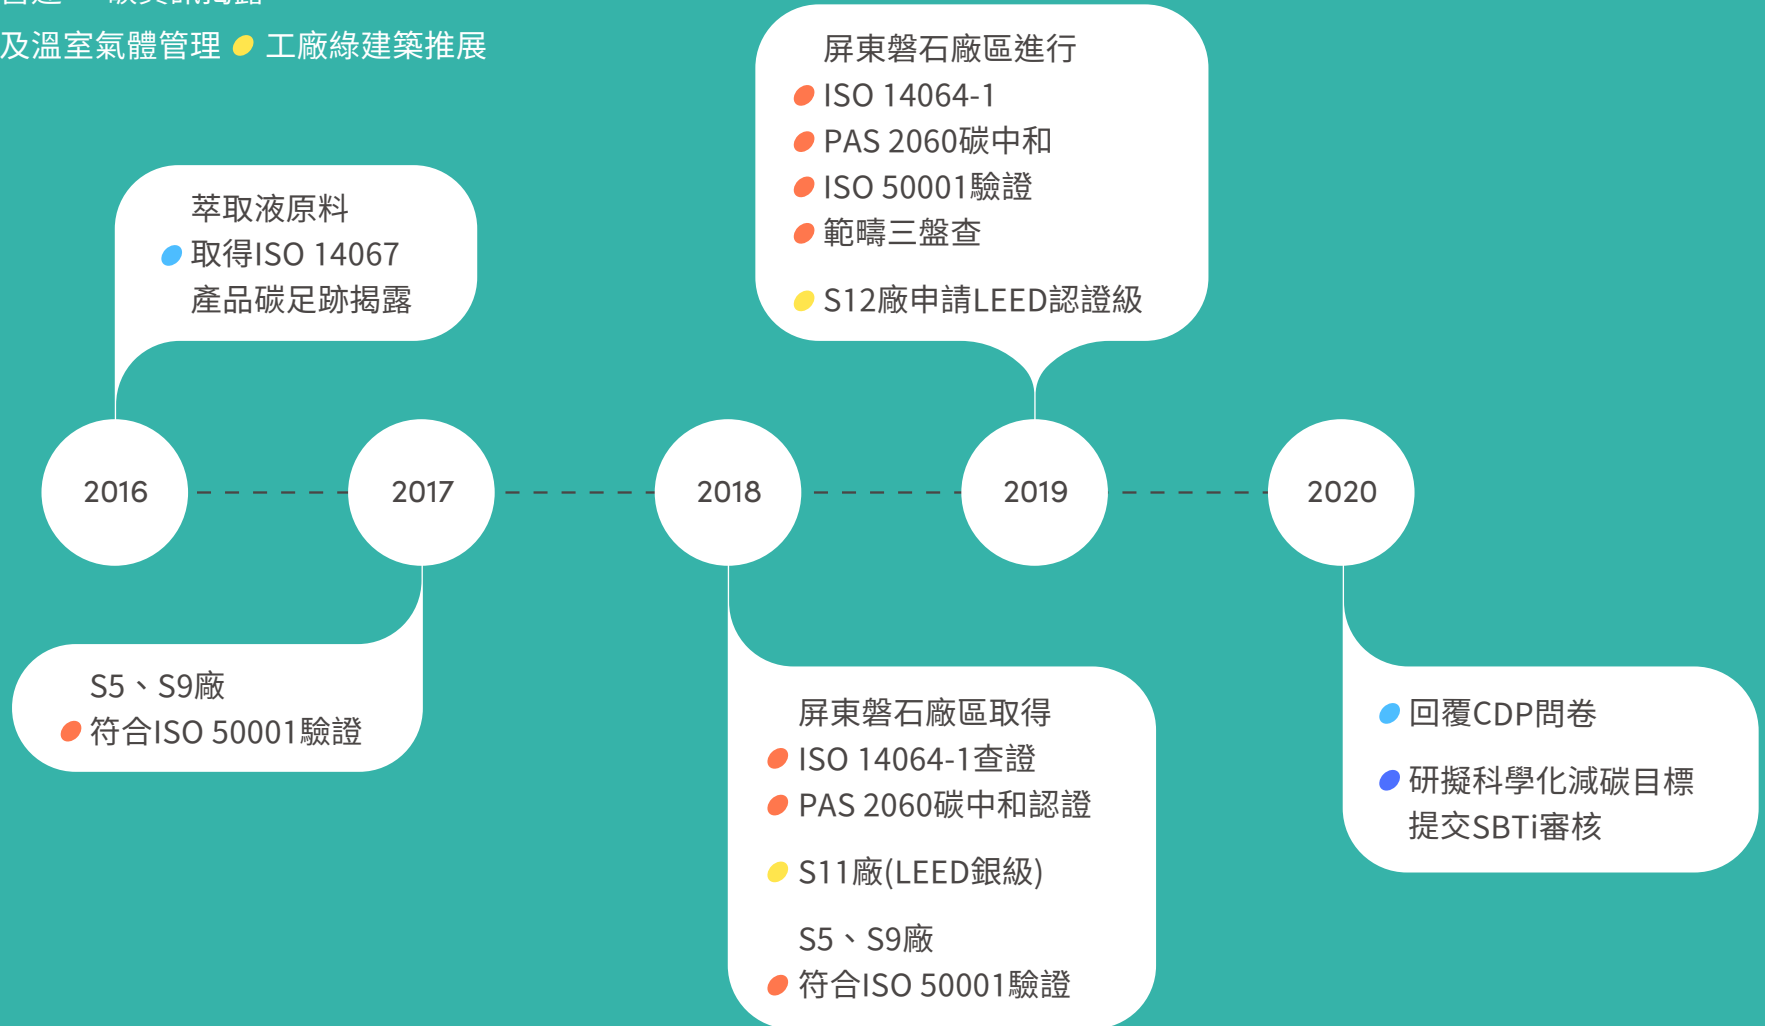 及溫室氣體管理 工廠綠建築推展
萃取液原料
取得ISO 14067
產品碳足跡揭露
屏東磐石廠區進行
ISO 14064-1
PAS 2060碳中和
ISO 50001驗證
範疇三盤查
S12廠申請LEED認證級
2016
2017
2018
2019
2020
S5、S9廠
符合ISO 50001驗證
屏東磐石廠區取得
ISO 14064-1查證
PAS 2060碳中和認證
S11廠(LEED銀級)
S5、S9廠
符合ISO 50001驗證
回覆CDP問卷
研擬科學化減碳目標
提交SBTi審核